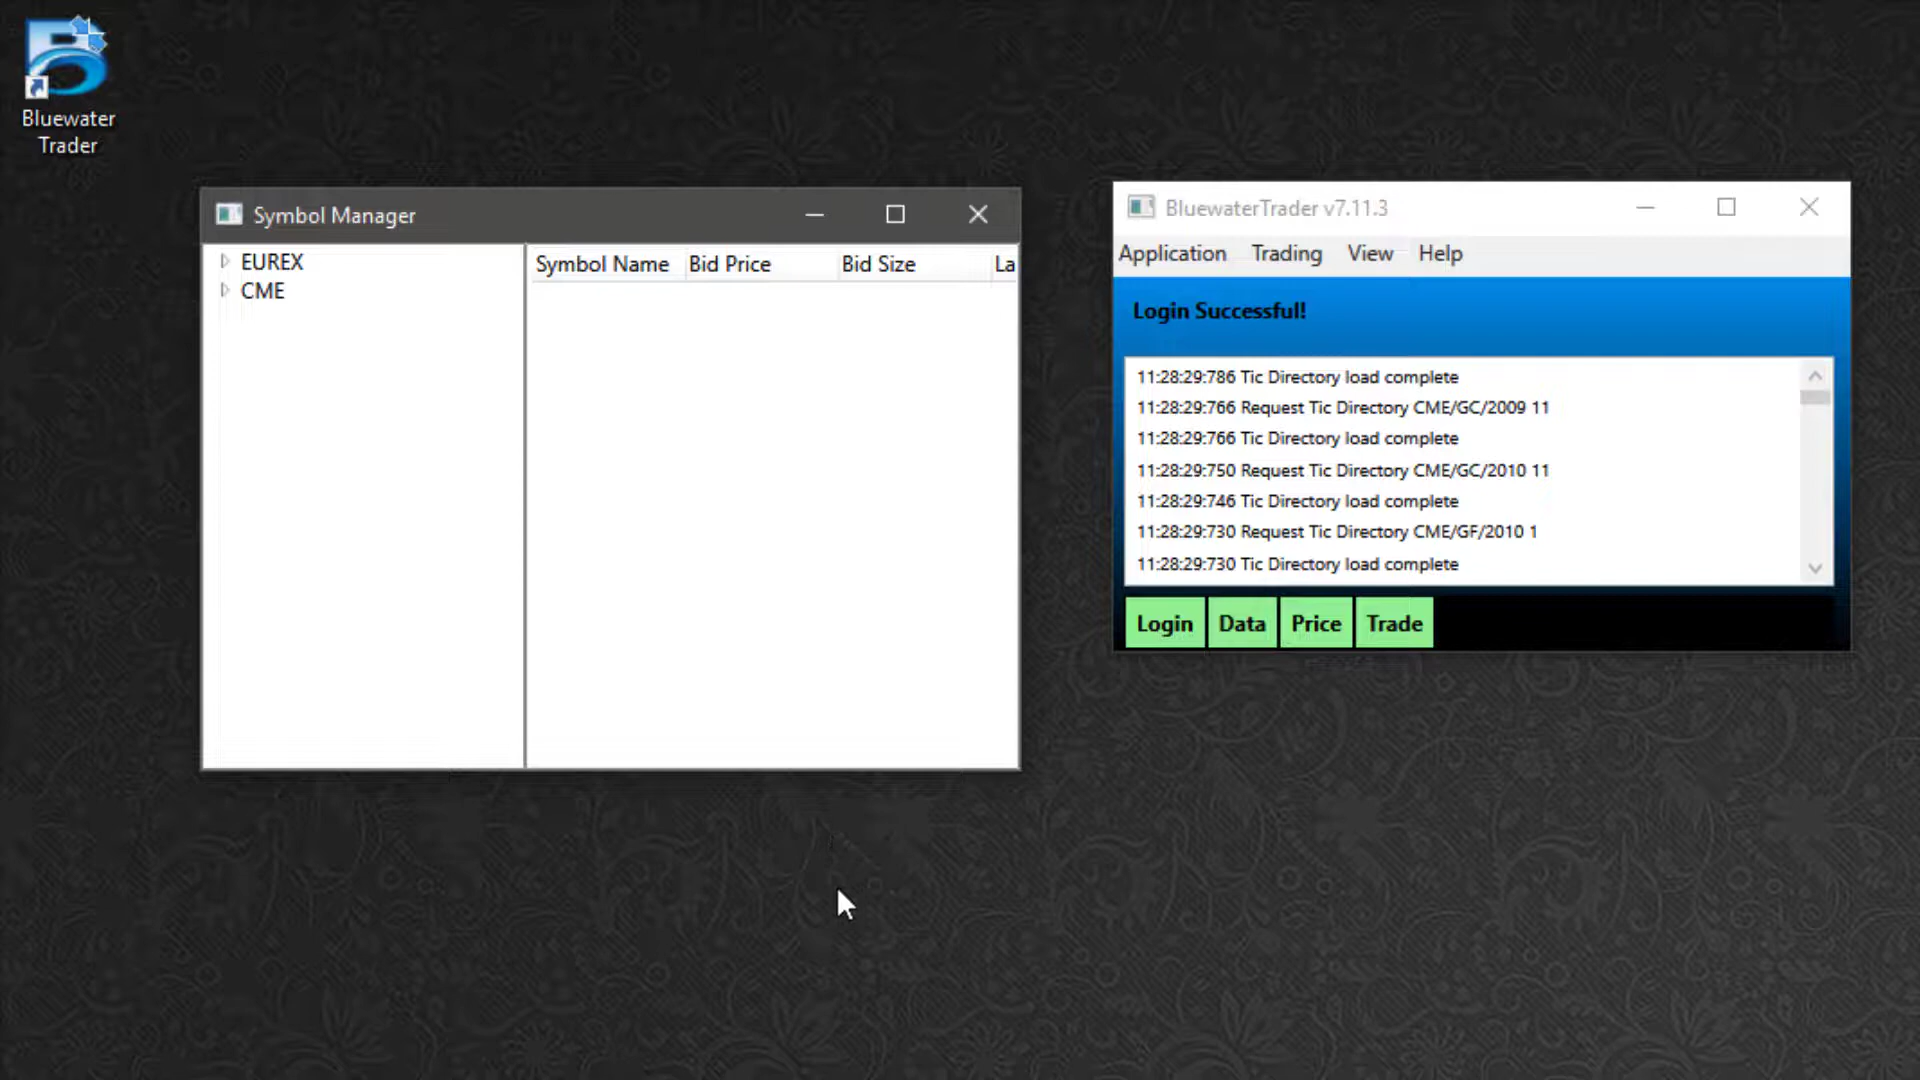 Bluewater
Trader
Symbol Manager
EUREX
CME
Symbol Name Bid Price Bid Size La
BluewaterTrader v7.11.3
Application Trading View Help
Login Successful!
11:28:29:786 Tic Directory load complete
11:28:29:766 Request Tic Directory CME/GC/2009 11
11:28:29:766 Tic Directory load complete
11:28:29:750 Request Tic Directory CME/GC/2010 11
11:28:29:746 Tic Directory load complete
11:28:29:730 Request Tic Directory CME/GF/2010 1
11:28:29:730 Tic Directory load complete
Login Data Price Trade